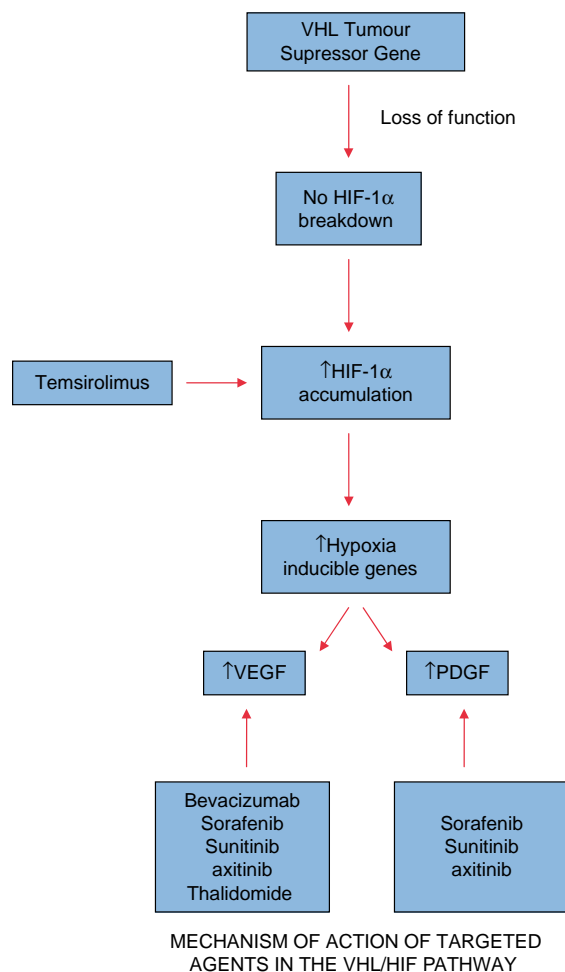 VHL Tumour
Supressor Gene
Loss of function
No HIF-1α
breakdown
Temsirolimus
↑HIF-1α
accumulation
↑Hypoxia
inducible genes
↑VEGF
↑PDGF
Bevacizumab
Sorafenib
Sunitinib
axitinib
Thalidomide
Sorafenib
Sunitinib
axitinib
MECHANISM OF ACTION OF TARGETED
AGENTS IN THE VHL/HIF PATHWAY